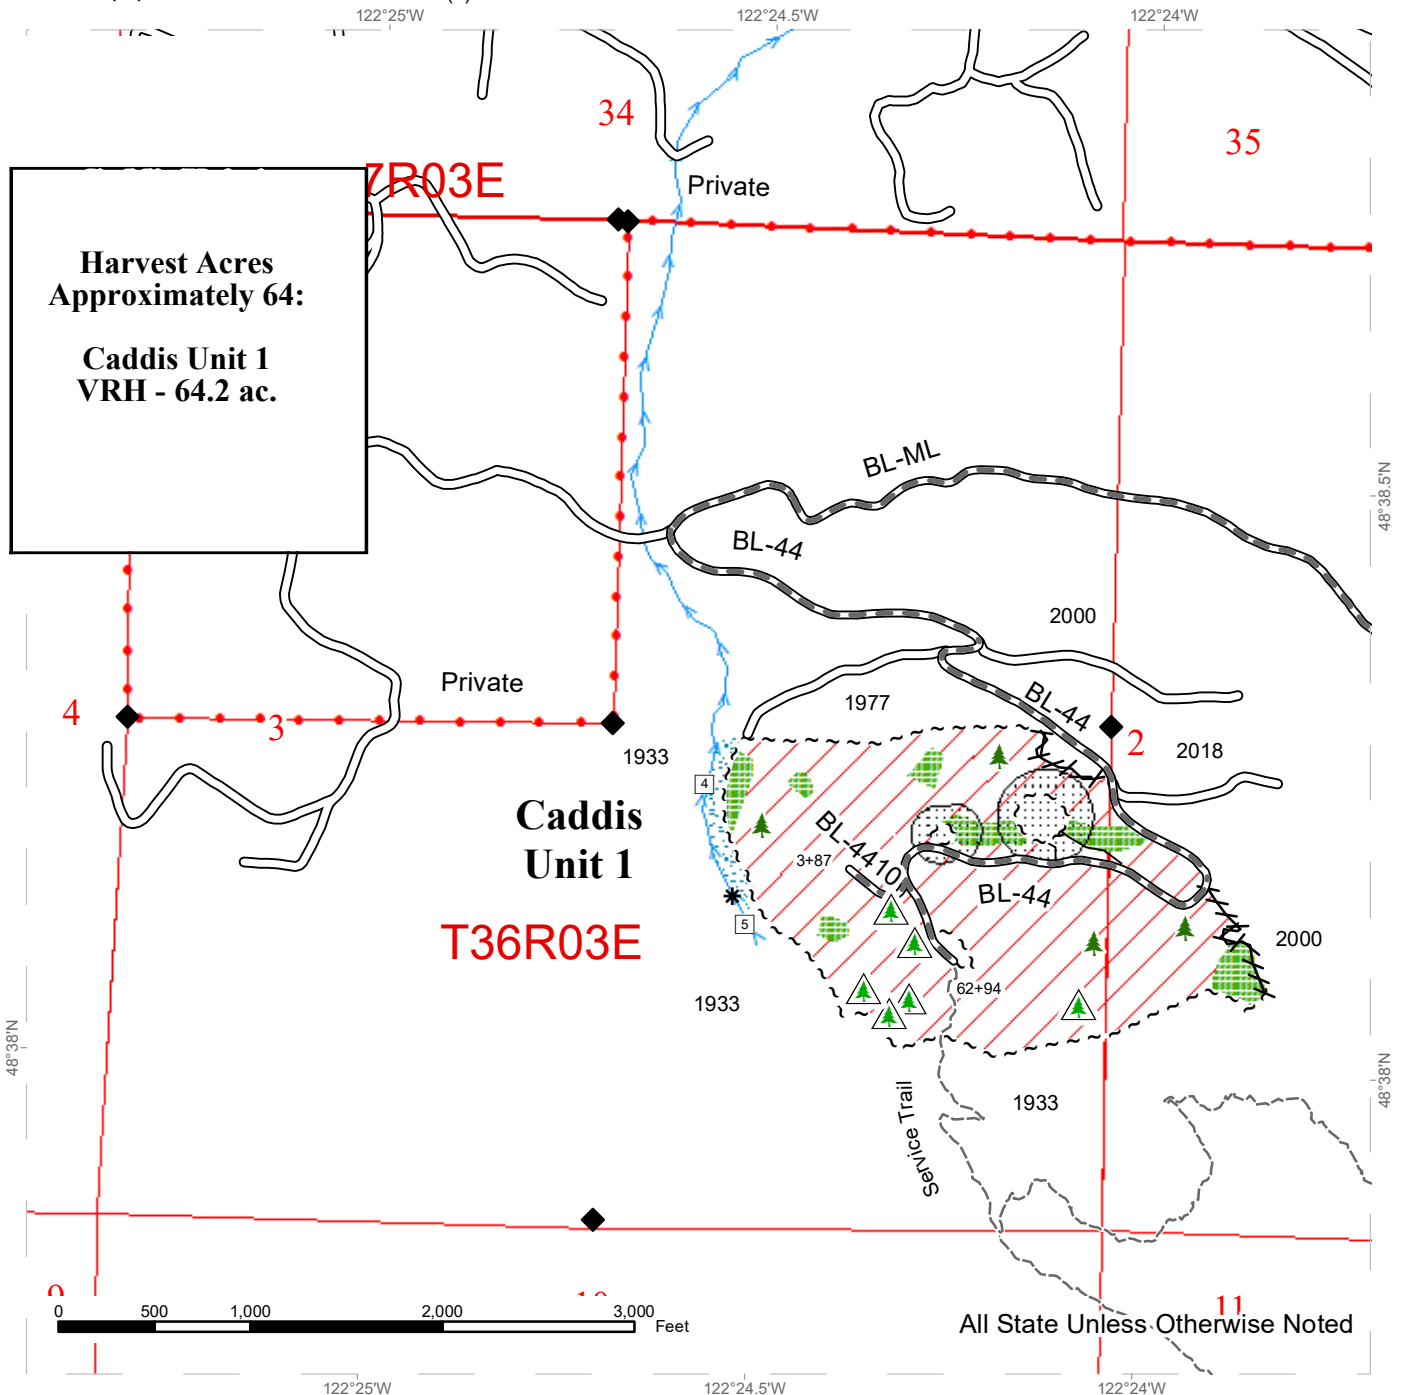 122°25'W
122°24.5'W
122°24'W
34
35
7R03E
Private
Harvest Acres
Approximately 64:
Caddis Unit 1
VRH - 64.2 ac.
BL-ML
48°38.5'N
BL-44
2000
Private
1977
BL-44
4
3
1933
2
2018
4
Caddis
Unit 1
BL-4410
3+87
BL-44
5
T36R03E
2000
62+94
1933
48°38'N
48°38'N
Service Trail
1933
11
0 500 1,000 2,000 3,000
Feet
All State Unless Otherwise Noted
122°25'W
122°24.5'W
122°24'W